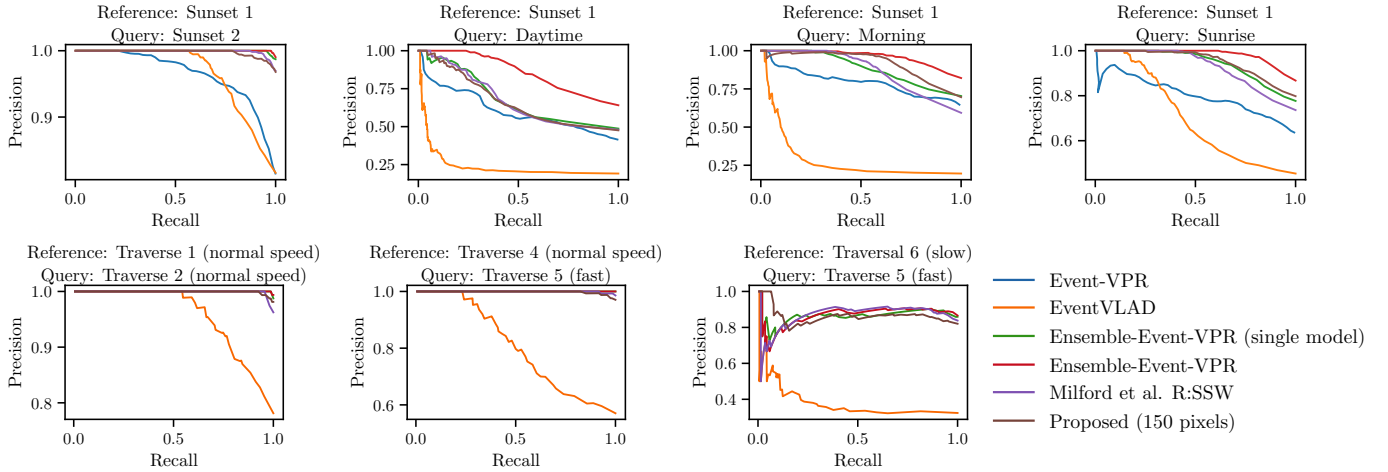 Reference: Sunset 1
Query: Sunset 2
1.0
0.9
Precision
0.0
0.5
1.0
Recall
Reference: Sunset 1
Query: Daytime
1.00
0.75
0.50
0.25
Precision
0.0
0.5
1.0
Recall
Reference: Sunset 1
Query: Morning
1.00
0.75
0.50
0.25
Precision
0.0
0.5
1.0
Recall
Reference: Sunset 1
Query: Sunrise
1.0
0.8
0.6
Precision
0.0
0.5
1.0
Recall
Reference: Traverse 1 (normal speed)
Query: Traverse 2 (normal speed)
1.0
0.9
0.8
Precision
0.0
0.5
1.0
Recall
Reference: Traverse 4 (normal speed)
Query: Traverse 5 (fast)
1.0
0.8
0.6
Precision
0.0
0.5
1.0
Recall
Reference: Traversal 6 (slow)
Query: Traverse 5 (fast)
1.0
0.8
0.6
0.4
Precision
0.0
0.5
1.0
Recall
Event-VPR
EventVLAD
Ensemble-Event-VPR (single model)
Ensemble-Event-VPR
Milford et al. R:SSW
Proposed (150 pixels)